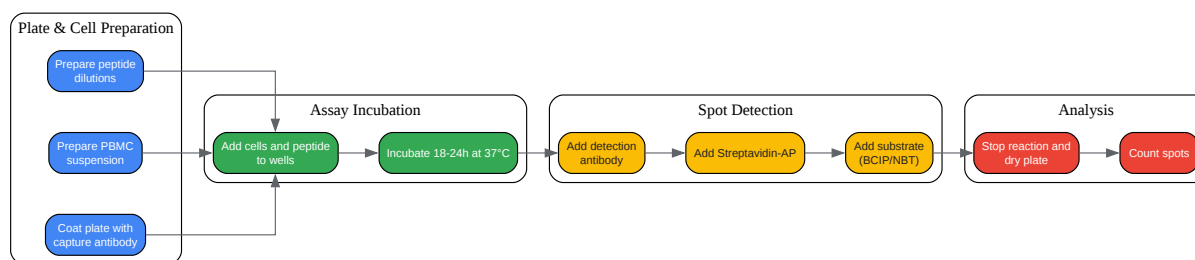 Plate & Cell Preparation
Prepare peptide
dilutions
Prepare PBMC
suspension
Coat plate with
capture antibody
Assay Incubation
Add cells and peptide
to wells
Incubate 18-24h at 37°C
Spot Detection
Add detection
antibody
Add Streptavidin-AP
Add substrate
(BCIP/NBT)
Analysis
Stop reaction and
dry plate
Count spots